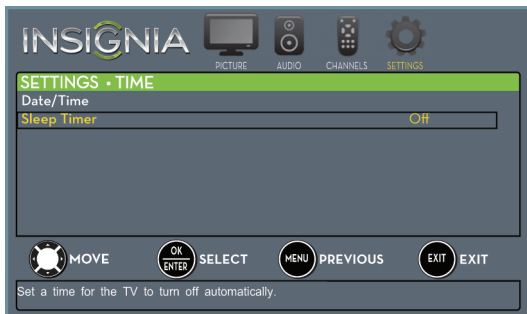 INSIGNIA
PICTURE AUDIO CHANNELS SETTINGS
SETTINGS • TIME
Date/Time
Sleep Timer Off
MOVE OK ENTER SELECT MENU PREVIOUS EXIT EXIT
Set a time for the TV to turn off automatically.